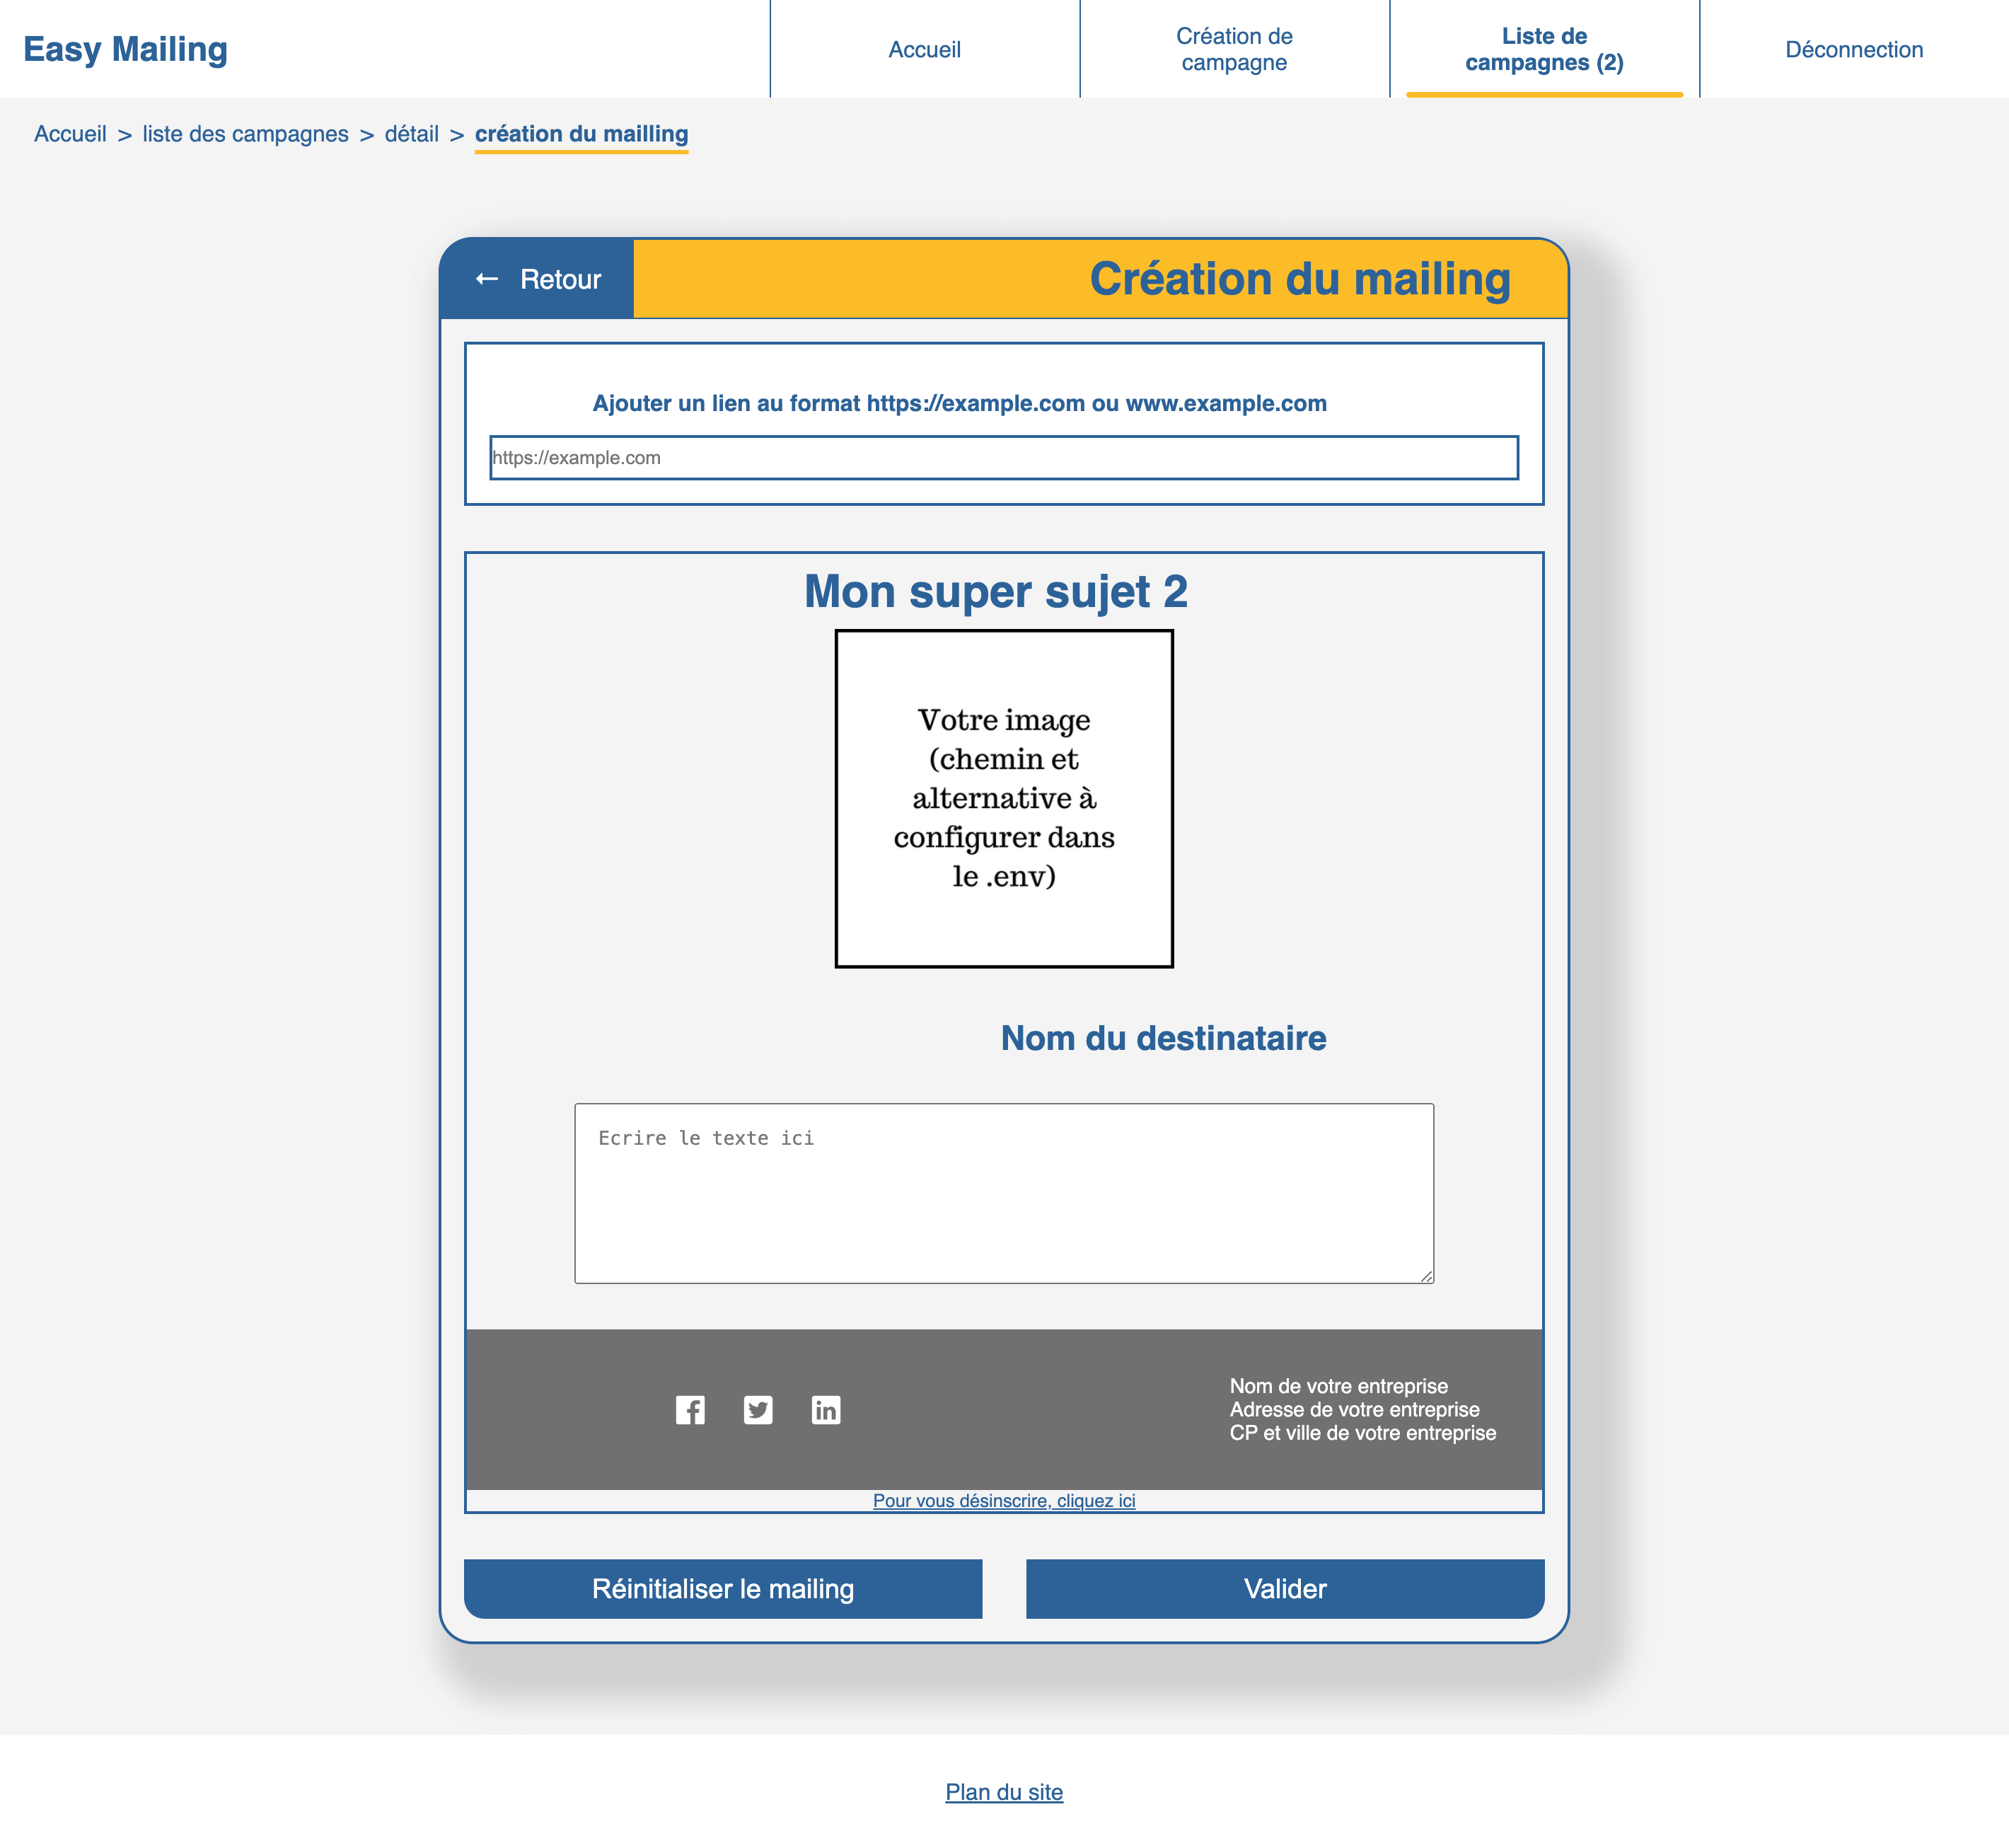 Easy Mailing
Accueil
Création de
campagne
Liste de
campagnes (2)
Déconnection
Accueil > liste des campagnes > détail > création du mailling
← Retour
Création du mailing
Ajouter un lien au format https://example.com ou www.example.com
https://example.com
Mon super sujet 2
Votre image
(chemin et
alternative à
configurer dans
le .env)
Nom du destinataire
Ecrire le texte ici
Nom de votre entreprise
Adresse de votre entreprise
CP et ville de votre entreprise
Pour vous désinscrire, cliquez ici
Réinitialiser le mailing
Valider
Plan du site